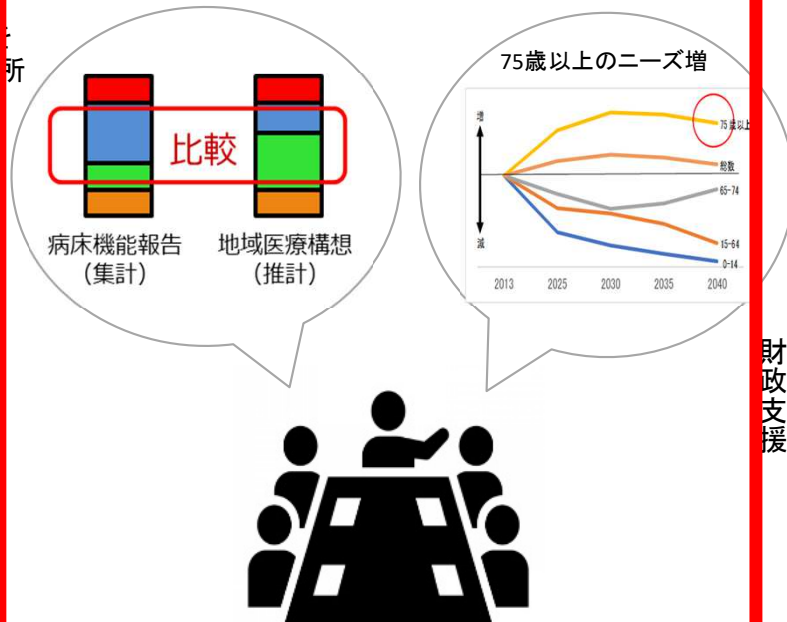 所
75歳以上のニーズ増
比較
病床機能報告
(集計)
地域医療構想
(推計)
増
減
75歳以上
総数
65-74
15-64
0-14
2013
2025
2030
2035
2040
財政支援